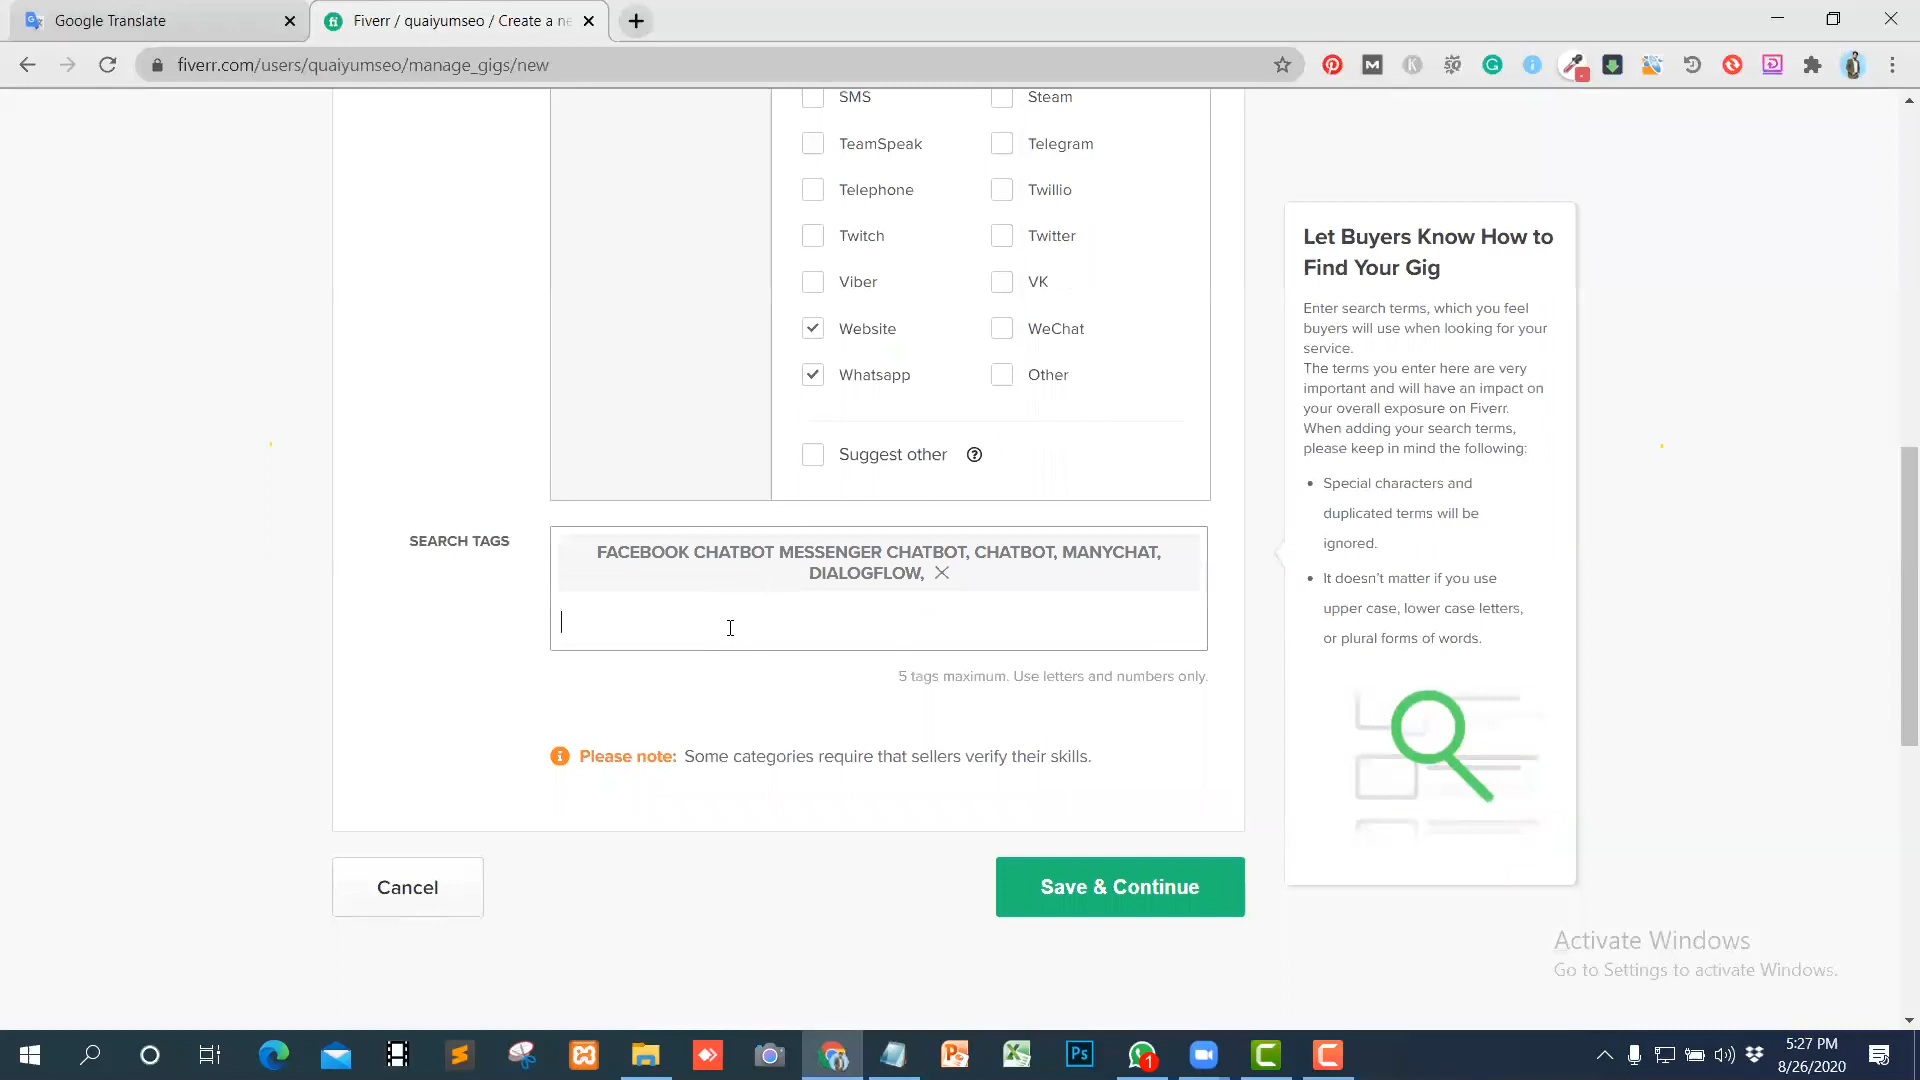 Google Translate
Fiverr / quaiyumseo / Create a ne
fiverr.com/users/quaiyumseo/manage_gigs/new
SMS
Steam
TeamSpeak
Telegram
Telephone
Twillio
Twitch
Twitter
Viber
VK
Website
WeChat
Whatsapp
Other
Suggest other
SEARCH TAGS
FACEBOOK CHATBOT MESSENGER CHATBOT, CHATBOT, MANYCHAT,
DIALOGFLOW,
5 tags maximum. Use letters and numbers only.
Please note: Some categories require that sellers verify their skills.
Cancel
Save & Continue
Let Buyers Know How to
Find Your Gig
Enter search terms, which you feel
buyers will use when looking for your
service.
The terms you enter here are very
important and will have an impact on
your overall exposure on Fiverr.
When adding your search terms,
please keep in mind the following:
• Special characters and
duplicated terms will be
ignored.
• It doesn't matter if you use
upper case, lower case letters,
or plural forms of words.
Activate Windows
Go to Settings to activate Windows.
5:27 PM
8/26/2020